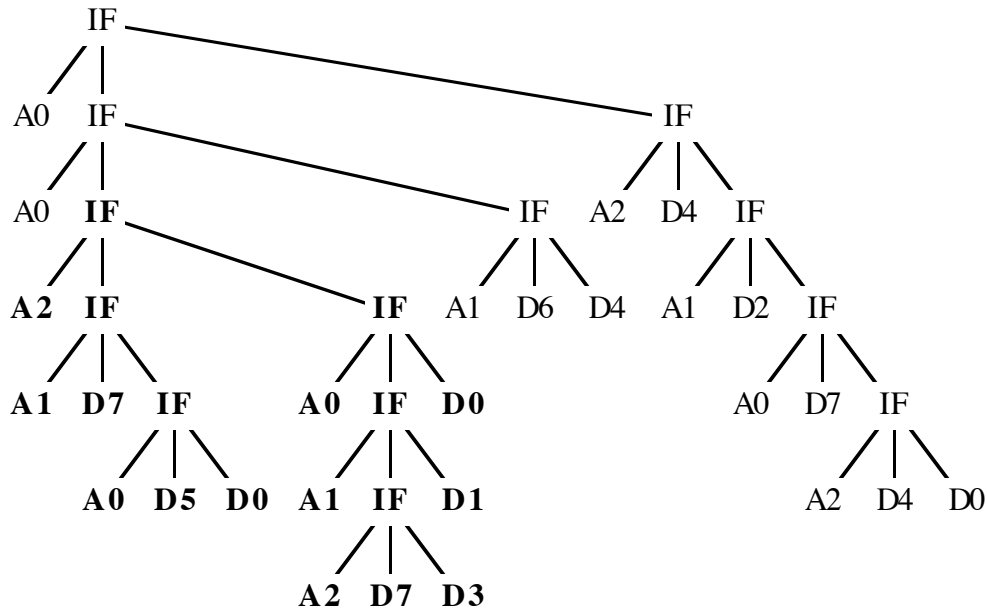 IF
A0 IF IF
A0 IF IF A2 D4 IF
A2 IF IF A1 D6 D4 A1 D2 IF
A1 D7 IF A0 IF D0 A0 D7 IF
A0 D5 D0 A1 IF D1 A2 D4 D0
A2 D7 D3